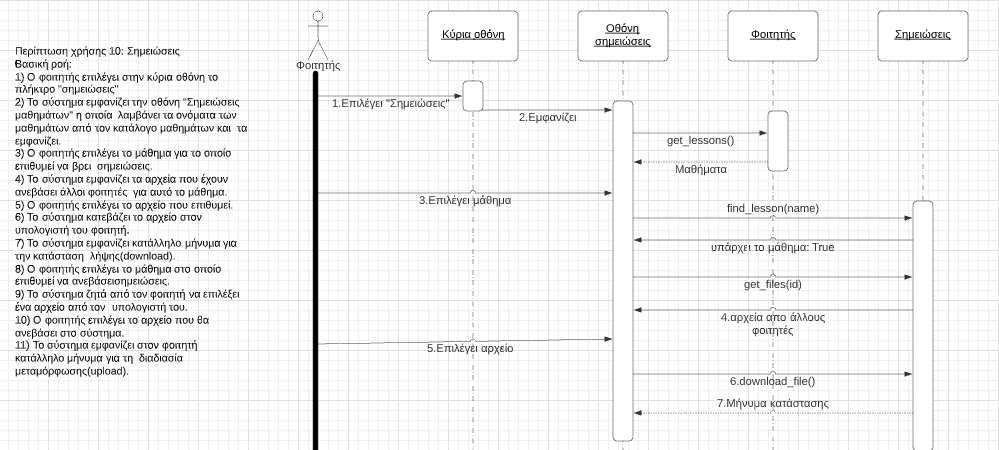 Περίπτωση χρήσης 10: Σημειώσεις
Βασική ροή:
1) Ο φοιτητής επιλέγει στην κύρια οθόνη το
πλήκτρο "σημειώσεις"
2) Το σύστημα εμφανίζει την οθόνη "Σημειώσεις
μαθημάτων" η οποία λαμβάνει τα ονόματα των
μαθημάτων από τον κατάλογο μαθημάτων και τα
εμφανίζει.
3) Ο φοιτητής επιλέγει το μάθημα για το οποίο
επιθυμεί να βρει σημειώσεις.
4) Το σύστημα εμφανίζει τα αρχεία που έχουν
ανεβάσει άλλοι φοιτητές για αυτό το μάθημα.
5) Ο φοιτητής επιλέγει το αρχείο που επιθυμεί.
6) Το σύστημα κατεβάζει το αρχείο στον
υπολογιστή του φοιτητή.
7) Το σύστημα εμφανίζει κατάλληλο μήνυμα για
την κατάσταση λήψης(download).
8) Ο φοιτητής επιλέγει το μάθημα στο οποίο
επιθυμεί να ανεβάσεισημειώσεις.
9) Το σύστημα ζητά από τον φοιτητή να επιλέξει
ένα αρχείο από τον υπολογιστή του.
10) Ο φοιτητής επιλέγει το αρχείο που θα
ανεβάσει στο σύστημα.
11) Το σύστημα εμφανίζει στον φοιτητή
κατάλληλο μήνυμα για τη διαδιασία
μεταμόρφωσης(upload).
Φοιτητής
Κύρια οθόνη
Οθόνη
σημειώσεις
Φοιτητής
Σημειώσεις
1.Επιλέγει "Σημειώσεις"
2.Εμφανίζει
get_lessons()
Μαθήματα
3.Επιλέγει μάθημα
find_lesson(name)
υπάρχει το μάθημα: True
get_files(id)
4.αρχεία απο άλλους
φοιτητές
5.Επιλέγει αρχείο
6.download_file()
7.Μήνυμα κατάστασης